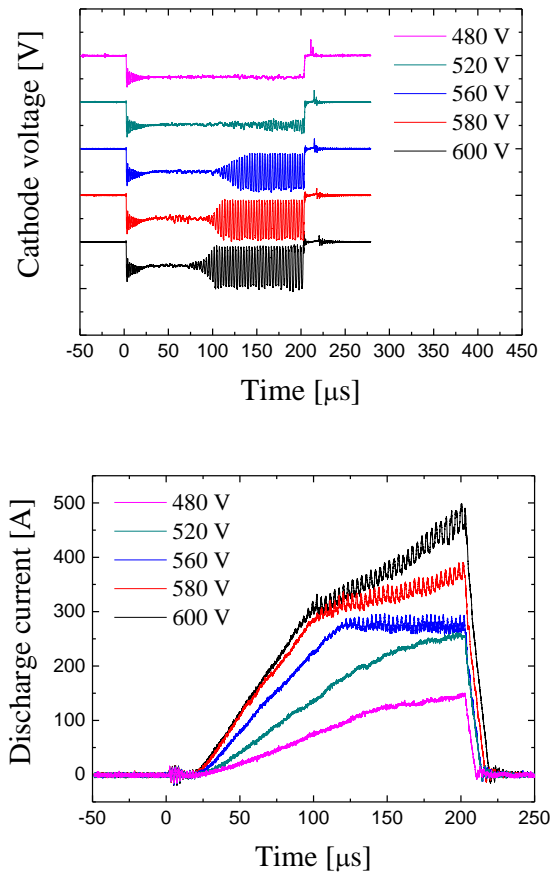 Cathode voltage [V]
480 V
520 V
560 V
580 V
600 V
-50 0 50 100 150 200 250 300 350 400 450
Time [μs]
Discharge current [A]
500
400
300
200
100
0
480 V
520 V
560 V
580 V
600 V
-50 0 50 100 150 200 250
Time [μs]